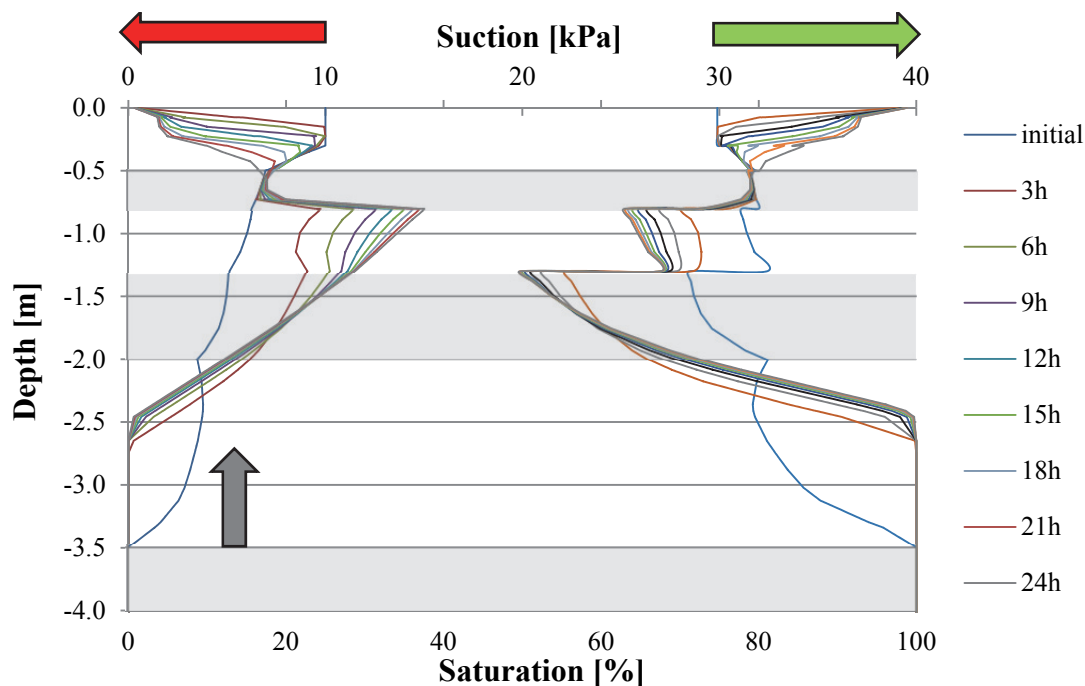 Suction [kPa]
0 10 20 30 40
Depth [m]
0.0
-0.5
-1.0
-1.5
-2.0
-2.5
-3.0
-3.5
-4.0
0 20 40 60 80 100
Saturation [%]
initial
3h
6h
9h
12h
15h
18h
21h
24h